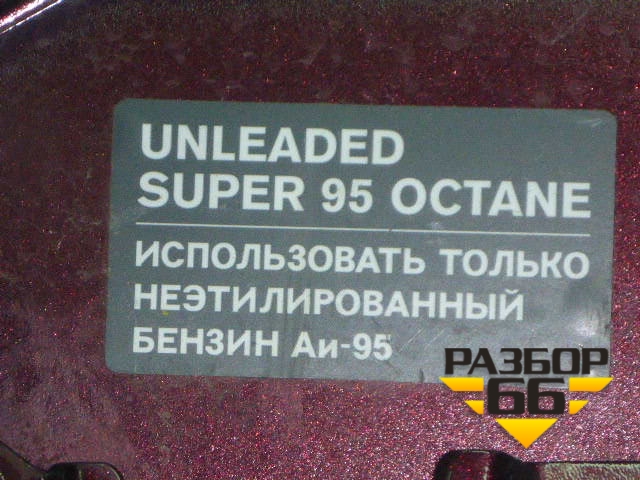 UNLEADED
SUPER 95 OCTANE
ИСПОЛЬЗОВАТЬ ТОЛЬКО
НЕЭТИЛИРОВАННЫЙ
БЕНЗИН Аи-95
РАЗБОР
66